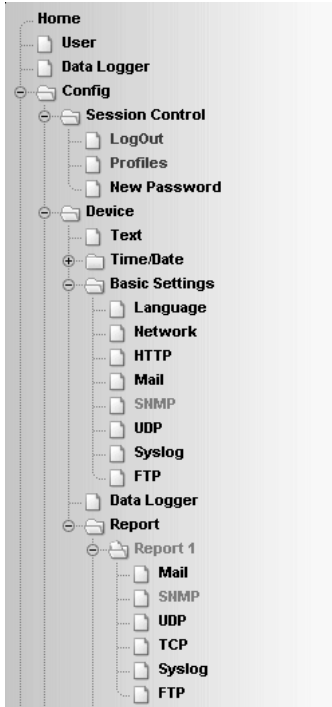 Home
User
Data Logger
Config
Session Control
LogOut
Profiles
New Password
Device
Text
Time/Date
Basic Settings
Language
Network
HTTP
Mail
SNMP
UDP
Syslog
FTP
Data Logger
Report
Report 1
Mail
SNMP
UDP
TCP
Syslog
FTP